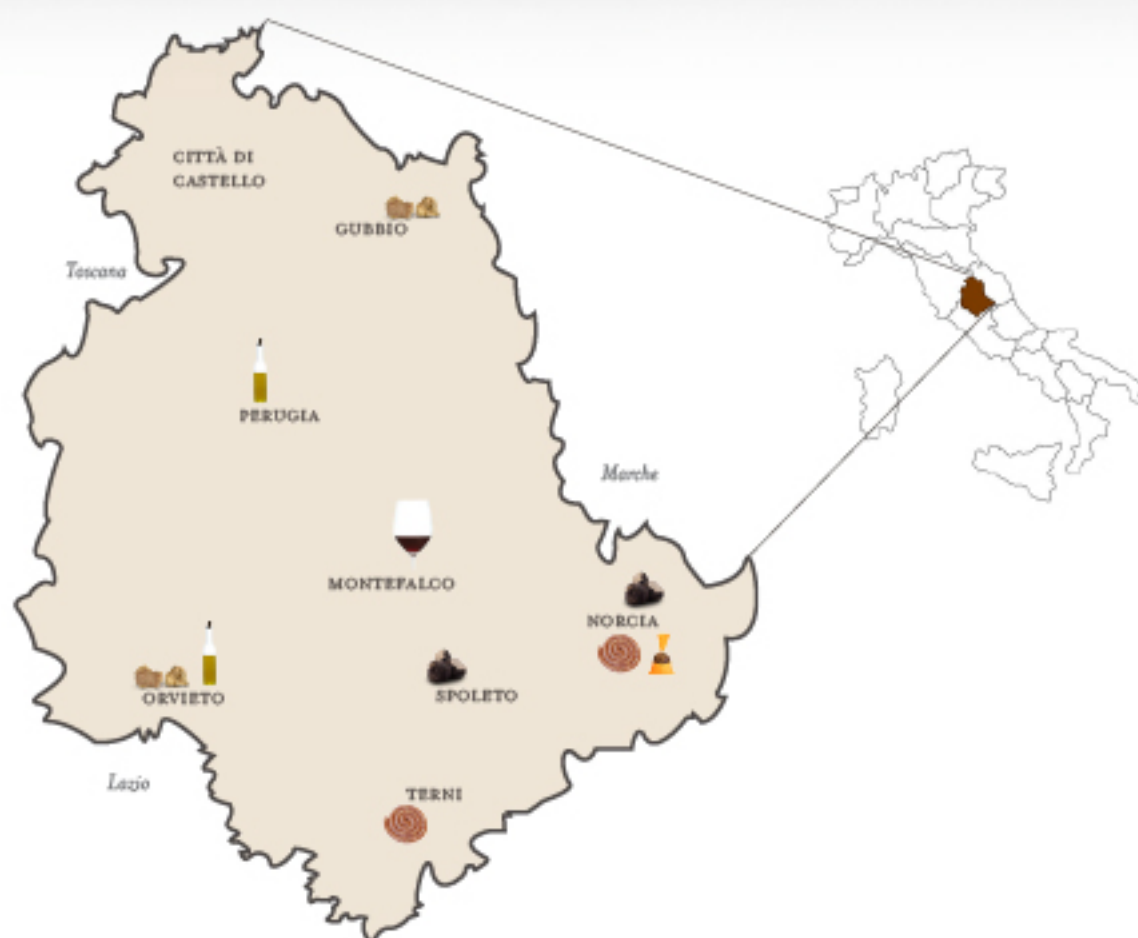 CITTÀ DI
CASTELLO
GUBBIO
Toscana
PERUGIA
Marche
MONTEFALCO
NORCIA
ORVIETO
SPOLETO
Lazio
TERNI